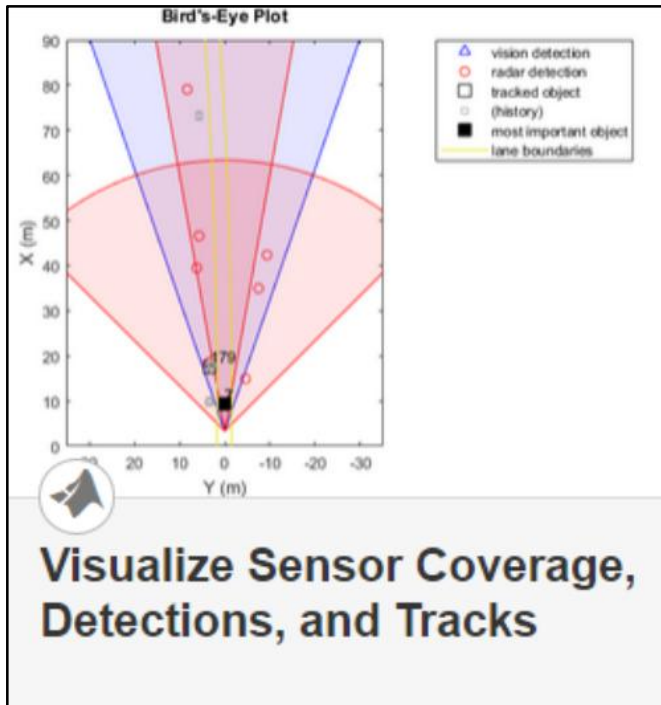 Bird's-Eye Plot
90
80
70
60
50
40
30
20
10
0
X (m)
20 10 0 -10 -20 -30
Y (m)
179
7
vision detection
radar detection
tracked object
(history)
most important object
lane boundaries
Visualize Sensor Coverage,
Detections, and Tracks